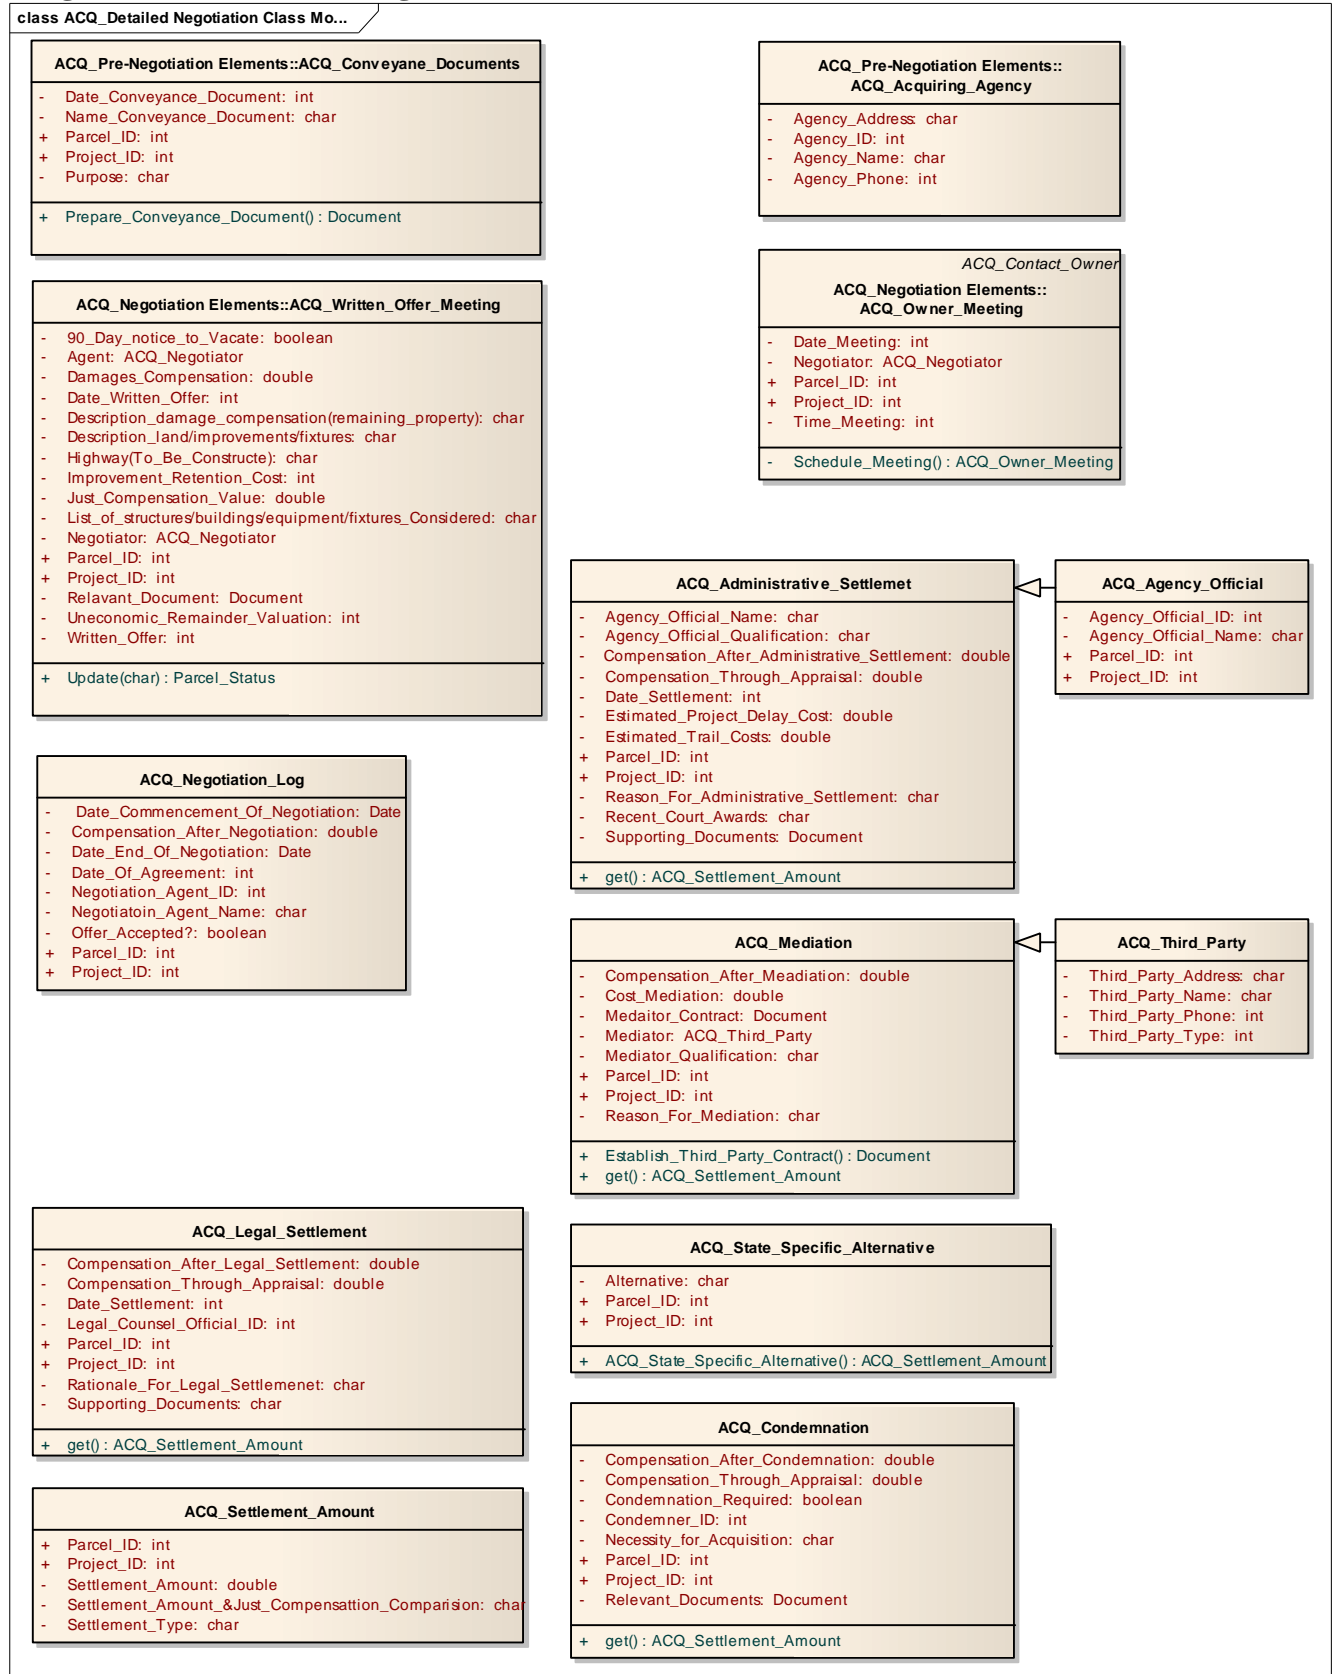 class ACQ_Detailed Negotiation Class Mo...
ACQ_Pre-Negotiation Elements::ACQ_Conveyane_Documents
- Date_Conveyance_Document: int
- Name_Conveyance_Document: char
+ Parcel_ID: int
+ Project_ID: int
- Purpose: char
+ Prepare_Conveyance_Document() : Document
ACQ_Pre-Negotiation Elements::
ACQ_Acquiring_Agency
- Agency_Address: char
- Agency_ID: int
- Agency_Name: char
- Agency_Phone: int
ACQ_Negotiation Elements::ACQ_Written_Offer_Meeting
- 90_Day_notice_to_Vacate: boolean
- Agent: ACQ_Negotiator
- Damages_Compensation: double
- Date_Written_Offer: int
- Description_damage_compensation(remaining_property): char
- Description_land/improvements/fixtures: char
- Highway(To_Be_Constructe): char
- Improvement_Retention_Cost: int
- Just_Compensation_Value: double
- List_of_structures/buildings/equipment/fixtures_Considered: char
- Negotiator: ACQ_Negotiator
+ Parcel_ID: int
+ Project_ID: int
- Relavant_Document: Document
- Uneconomic_Remainder_Valuation: int
- Written_Offer: int
+ Update(char) : Parcel_Status
ACQ_Contact_Owner
ACQ_Negotiation Elements::
ACQ_Owner_Meeting
- Date_Meeting: int
- Negotiator: ACQ_Negotiator
+ Parcel_ID: int
+ Project_ID: int
- Time_Meeting: int
- Schedule_Meeting() : ACQ_Owner_Meeting
ACQ_Administrative_Settlemet
- Agency_Official_Name: char
- Agency_Official_Qualification: char
- Compensation_After_Administrative_Settlement: double
- Compensation_Through_Appraisal: double
- Date_Settlement: int
- Estimated_Project_Delay_Cost: double
- Estimated_Trail_Costs: double
+ Parcel_ID: int
+ Project_ID: int
- Reason_For_Administrative_Settlement: char
- Recent_Court_Awards: char
- Supporting_Documents: Document
+ get() : ACQ_Settlement_Amount
ACQ_Agency_Official
- Agency_Official_ID: int
- Agency_Official_Name: char
+ Parcel_ID: int
+ Project_ID: int
ACQ_Negotiation_Log
- Date_Commencement_Of_Negotiation: Date
- Compensation_After_Negotiation: double
- Date_End_Of_Negotiation: Date
- Date_Of_Agreement: int
- Negotiation_Agent_ID: int
- Negotiatoin_Agent_Name: char
- Offer_Accepted?: boolean
+ Parcel_ID: int
+ Project_ID: int
ACQ_Mediation
- Compensation_After_Meadiation: double
- Cost_Mediation: double
- Medaitor_Contract: Document
- Mediator: ACQ_Third_Party
- Mediator_Qualification: char
+ Parcel_ID: int
+ Project_ID: int
- Reason_For_Mediation: char
+ Establish_Third_Party_Contract() : Document
+ get() : ACQ_Settlement_Amount
ACQ_Third_Party
- Third_Party_Address: char
- Third_Party_Name: char
- Third_Party_Phone: int
- Third_Party_Type: int
ACQ_Legal_Settlement
- Compensation_After_Legal_Settlement: double
- Compensation_Through_Appraisal: double
- Date_Settlement: int
- Legal_Counsel_Official_ID: int
+ Parcel_ID: int
+ Project_ID: int
- Rationale_For_Legal_Settlemenet: char
- Supporting_Documents: char
+ get() : ACQ_Settlement_Amount
ACQ_State_Specific_Alternative
- Alternative: char
+ Parcel_ID: int
+ Project_ID: int
+ ACQ_State_Specific_Alternative() : ACQ_Settlement_Amount
ACQ_Settlement_Amount
+ Parcel_ID: int
+ Project_ID: int
- Settlement_Amount: double
- Settlement_Amount_&Just_Compensattion_Comparision: char
- Settlement_Type: char
ACQ_Condemnation
- Compensation_After_Condemnation: double
- Compensation_Through_Appraisal: double
- Condemnation_Required: boolean
- Condemner_ID: int
- Necessity_for_Acquisition: char
+ Parcel_ID: int
+ Project_ID: int
- Relevant_Documents: Document
+ get() : ACQ_Settlement_Amount